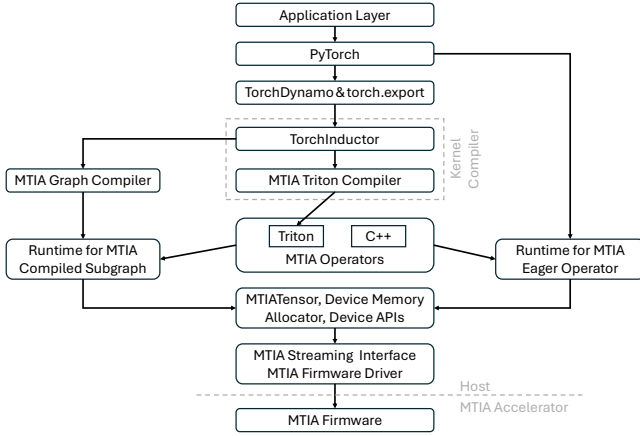 Application Layer
PyTorch
TorchDynamo & torch.export
TorchInductor
Kernel
Compiler
MTIA Graph Compiler
MTIA Triton Compiler
Triton
C++
MTIA Operators
Runtime for MTIA
Compiled Subgraph
Runtime for MTIA
Eager Operator
MTIATensor, Device Memory
Allocator, Device APIs
MTIA Streaming Interface
MTIA Firmware Driver
Host
MTIA Accelerator
MTIA Firmware